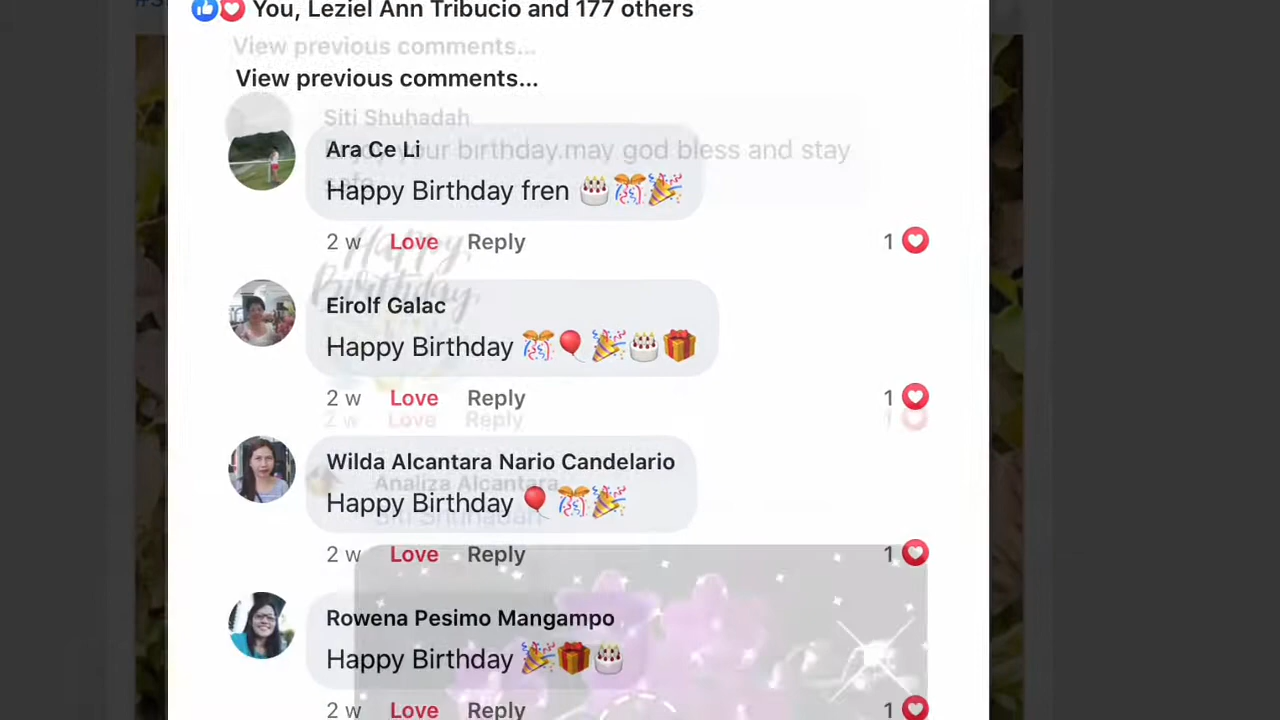 You, Leziel Ann Tribucio and 177 others
View previous comments...
View previous comments...
Siti Shuhadah
Ara Ce Li
your birthday.may god bless and stay
Happy Birthday fren 🎂🎊🎉
2 w Love Reply 1
Happy
Birthday
Eirolf Galac
Happy Birthday 🎊🎈🎉🎂🎁
2 w Love Reply 1
2 w Love Reply 1
Wilda Alcantara Nario Candelario
Analiza Alcantara
Happy Birthday 🎈🎊🎉
Siti Shuhadah
2 w Love Reply 1
Rowena Pesimo Mangampo
Happy Birthday 🎉🎁🎂
2 w Love Reply 1